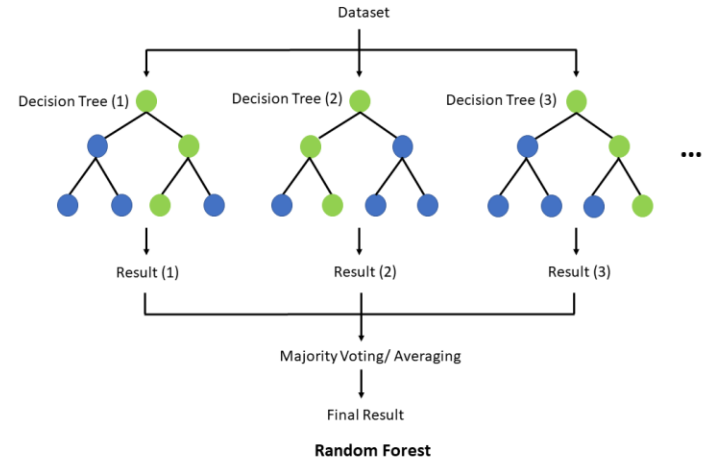 Dataset
Decision Tree (1)
Decision Tree (2)
Decision Tree (3)
...
Result (1)
Result (2)
Result (3)
Majority Voting/ Averaging
Final Result
Random Forest